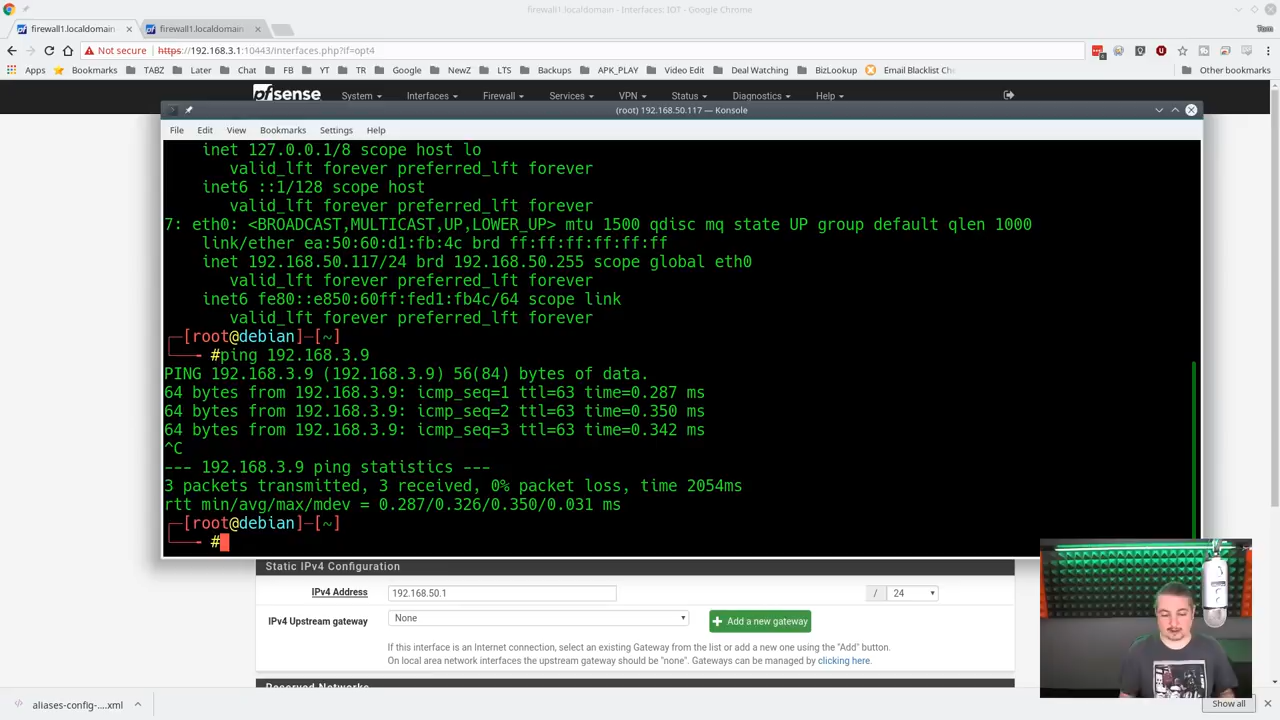 firewall1.localdomain - Interfaces: IOT - Google Chrome
firewall1.localdomain
firewall1.localdomain
Tom
Not secure
https://192.168.3.1:10443/interfaces.php?if=opt4
Apps
Bookmarks
TABZ
Later
Chat
FB
YT
TR
Google
NewZ
LTS
Backups
APK_PLAY
Video Edit
Deal Watching
BizLookup
Email Blacklist Che
Other bookmarks
pfsense
System
Interfaces
Firewall
Services
VPN
Status
Diagnostics
Help
(root) 192.168.50.117 — Konsole
File
Edit
View
Bookmarks
Settings
Help
inet 127.0.0.1/8 scope host lo
valid_lft forever preferred_lft forever
inet6 ::1/128 scope host
valid_lft forever preferred_lft forever
7: eth0: <BROADCAST,MULTICAST,UP,LOWER_UP> mtu 1500 qdisc mq state UP group default qlen 1000
link/ether ea:50:60:d1:fb:4c brd ff:ff:ff:ff:ff:ff
inet 192.168.50.117/24 brd 192.168.50.255 scope global eth0
valid_lft forever preferred_lft forever
inet6 fe80::e850:60ff:fed1:fb4c/64 scope link
valid_lft forever preferred_lft forever
┌─[root@debian]─[~]
└──╼ #ping 192.168.3.9
PING 192.168.3.9 (192.168.3.9) 56(84) bytes of data.
64 bytes from 192.168.3.9: icmp_seq=1 ttl=63 time=0.287 ms
64 bytes from 192.168.3.9: icmp_seq=2 ttl=63 time=0.350 ms
64 bytes from 192.168.3.9: icmp_seq=3 ttl=63 time=0.342 ms
^C
--- 192.168.3.9 ping statistics ---
3 packets transmitted, 3 received, 0% packet loss, time 2054ms
rtt min/avg/max/mdev = 0.287/0.326/0.350/0.031 ms
┌─[root@debian]─[~]
└──╼ #
Static IPv4 Configuration
IPv4 Address
192.168.50.1
/
24
IPv4 Upstream gateway
None
Add a new gateway
If this interface is an Internet connection, select an existing Gateway from the list or add a new one using the "Add" button.
On local area network interfaces the upstream gateway should be "none". Gateways can be managed by clicking here.
Reserved Networks
aliases-config-....xml
Show all